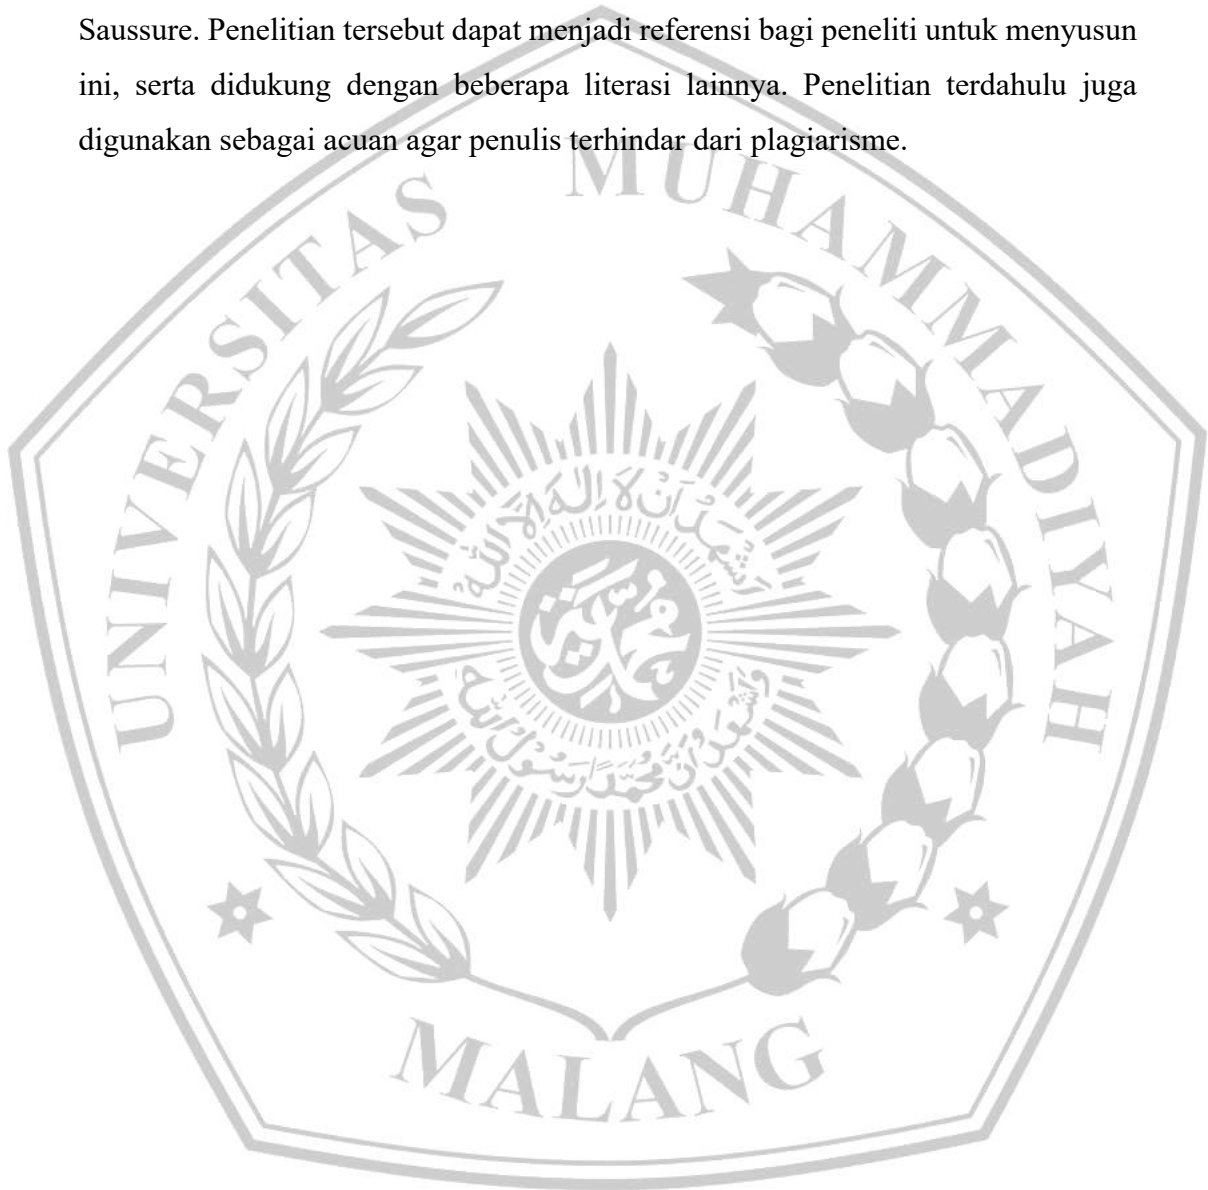 Saussure. Penelitian tersebut dapat menjadi referensi bagi peneliti untuk menyusun
ini, serta didukung dengan beberapa literasi lainnya. Penelitian terdahulu juga
digunakan sebagai acuan agar penulis terhindar dari plagiarisme.
UNIVERSITAS MUHAMMADIYAH
MALANG